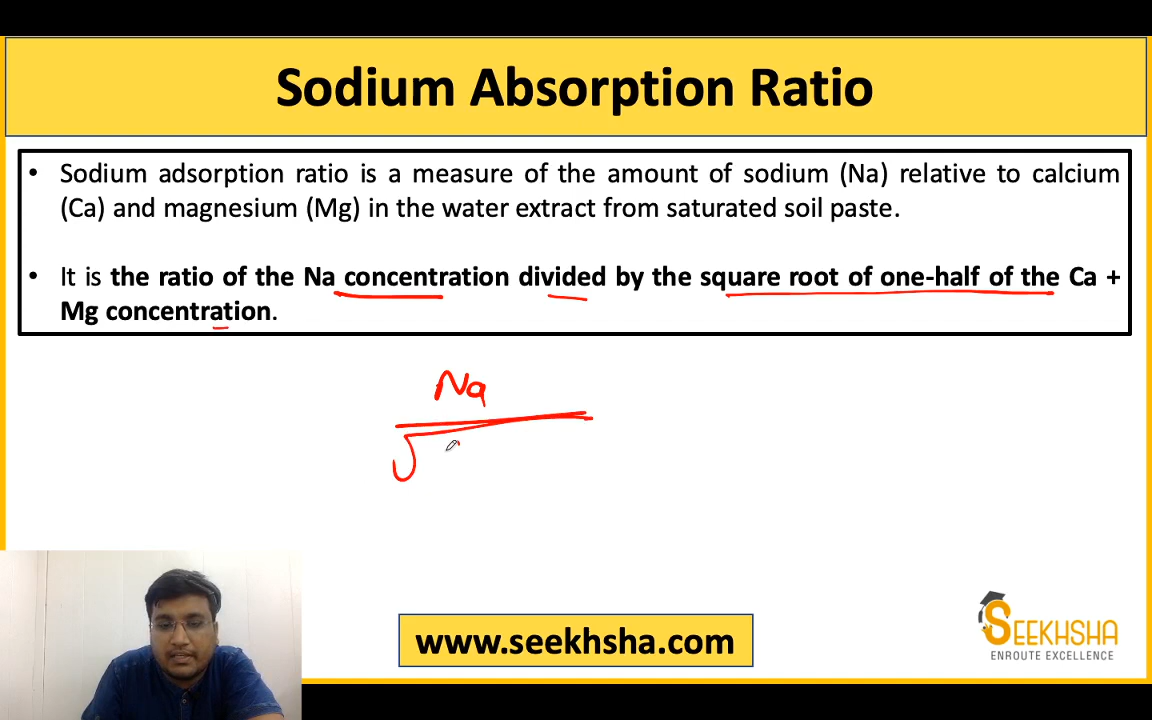 Sodium Absorption Ratio
• Sodium adsorption ratio is a measure of the amount of sodium (Na) relative to calcium
(Ca) and magnesium (Mg) in the water extract from saturated soil paste.
• It is the ratio of the Na concentration divided by the square root of one-half of the Ca +
Mg concentration.
Na
√
www.seekhsha.com
SEEKHSHA
ENROUTE EXCELLENCE